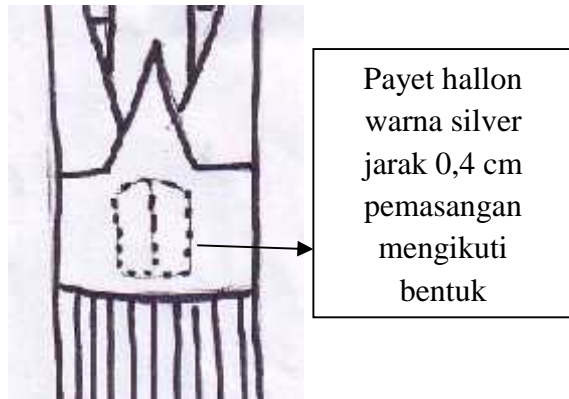 Payet hallon
warna silver
jarak 0,4 cm
pemasangan
mengikuti
bentuk